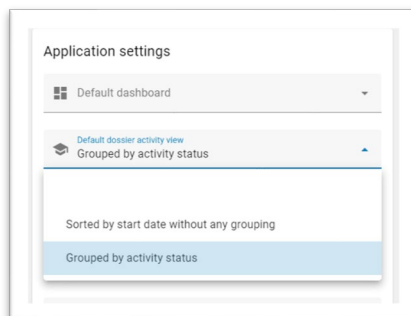 Application settings
Default dashboard
Default dossier activity view
Grouped by activity status
Sorted by start date without any grouping
Grouped by activity status